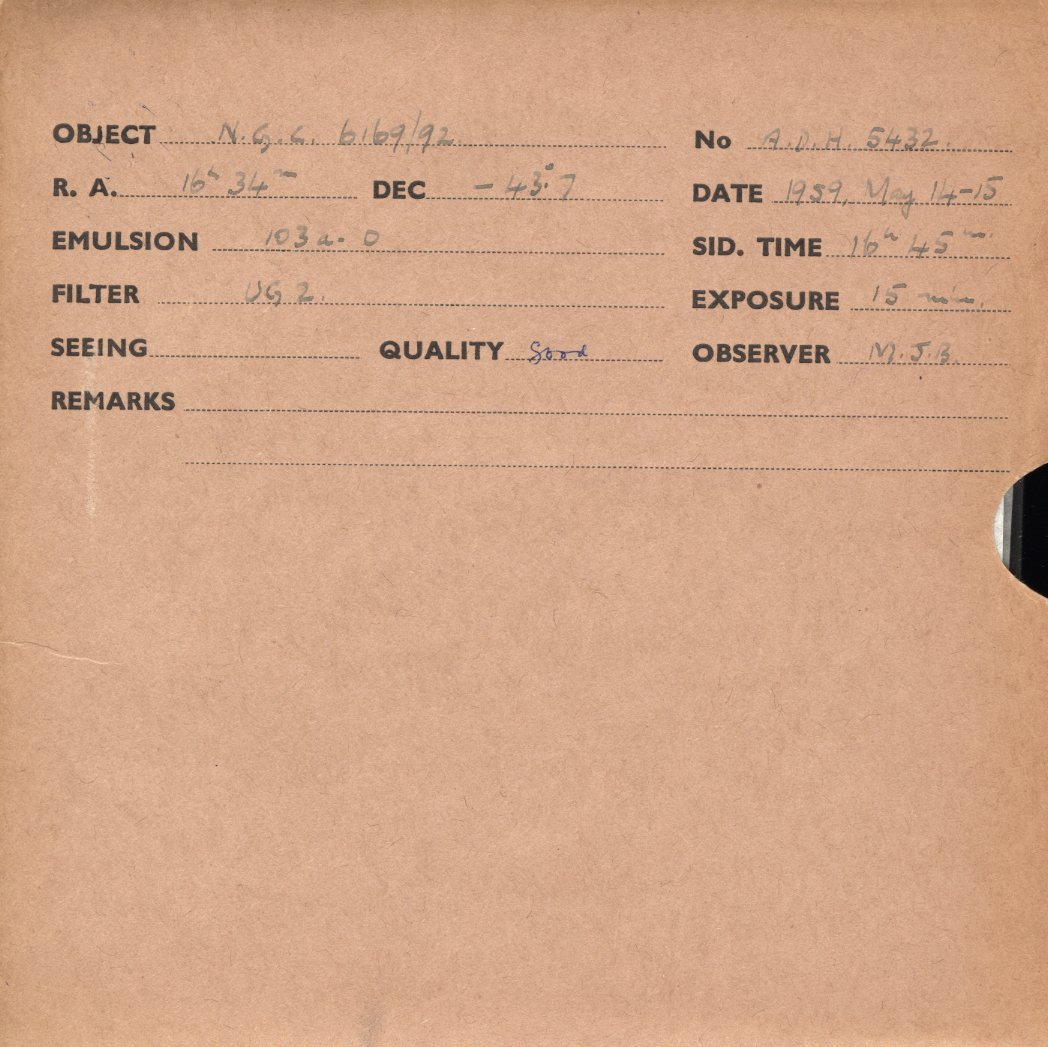 OBJECT N.G.C. 6169/92 No A.D.H. 5432.
R. A. 16h 34m DEC - 43°.7 DATE 1959, May 14-15
EMULSION 103a-O SID. TIME 16h 45m.
FILTER UG 2. EXPOSURE 15 min.
SEEING QUALITY Good OBSERVER M.J.B.
REMARKS